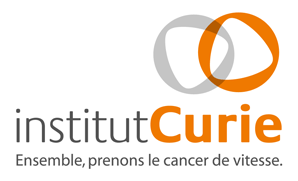 institutCurie
Ensemble, prenons le cancer de vitesse.